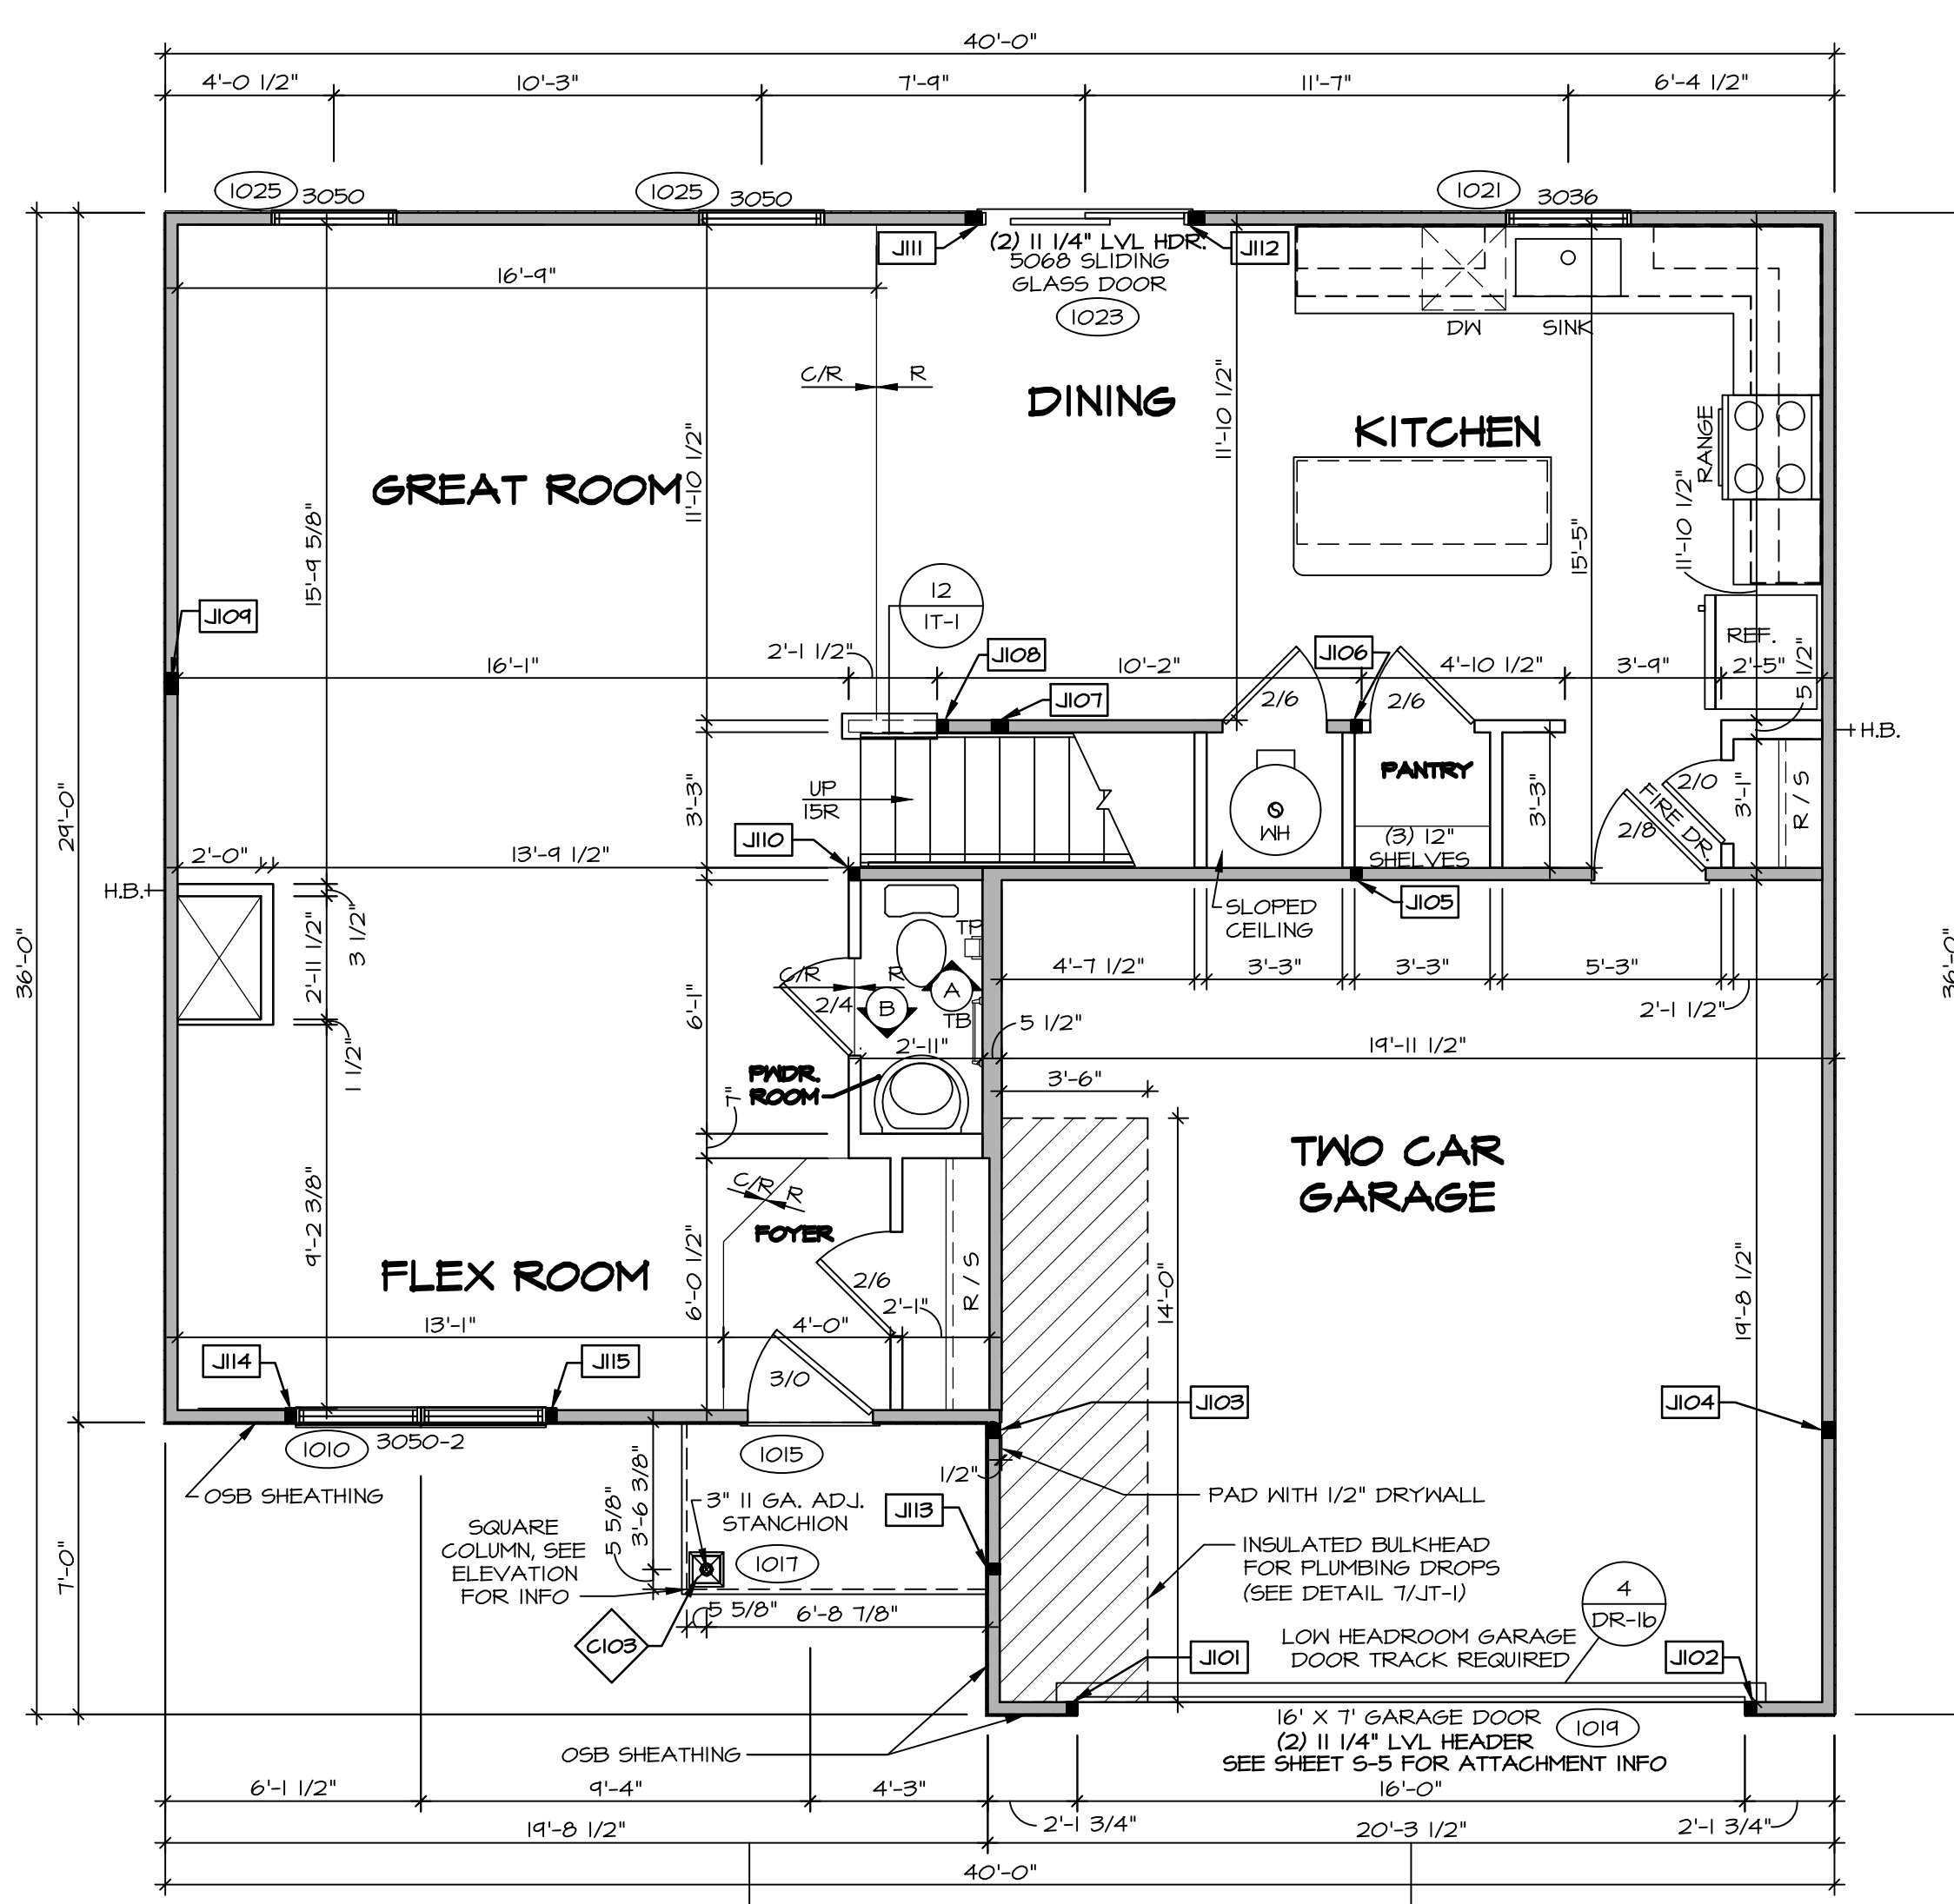 40'-0"
4'-0 1/2" 10'-3" 7'-9" 11'-7" 6'-4 1/2"
1025 3050 1025 3050 1021 3036
J111 (2) 11 1/4" LVL HDR. J112
5068 SLIDING
GLASS DOOR
1023
16'-9"
DW SINK
C/R R
DINING
KITCHEN
RANGE
GREAT ROOM
11'-10 1/2"
11'-10 1/2"
11'-10 1/2"
15'-9 5/8"
15'-5"
12
1T-1
J109
REF.
2'-1 1/2" J108 J106
16'-1" 10'-2" 4'-10 1/2" 3'-9" 2'-5"
5 1/2"
J107 2/6 2/6
H.B.
PANTRY
UP
15R
3'-3"
WH
3'-3"
2/0
3'-1"
R / S
FIRE DR.
2/8
(3) 12"
SHELVES
J110
2'-0" 13'-9 1/2"
29'-0"
H.B.
36'-0"
36'-0"
J105
SLOPED
CEILING
TP
3 1/2"
2'-11 1/2"
1 1/2"
C/R R
2/4 B A
TB
6'-1"
4'-7 1/2" 3'-3" 3'-3" 5'-3"
2'-1 1/2"
5 1/2"
2'-11" 19'-11 1/2"
3'-6"
PWDR.
ROOM
7"
TWO CAR
GARAGE
C/R R
FOYER
9'-2 3/8"
FLEX ROOM
6'-0 1/2"
2/6
R / S
14'-0"
19'-8 1/2"
13'-1" 4'-0" 2'-1"
J114 J115
3/0
J103 J104
1010 3050-2 1015
OSB SHEATHING
1/2"
PAD WITH 1/2" DRYWALL
3'-6 3/8"
5 5/8"
3" 11 GA. ADJ.
STANCHION
J113
SQUARE
COLUMN, SEE
ELEVATION
FOR INFO
1017
INSULATED BULKHEAD
FOR PLUMBING DROPS
(SEE DETAIL 7/JT-1)
7'-0"
5 5/8" 6'-8 7/8"
C103
4
DR-1b
LOW HEADROOM GARAGE
DOOR TRACK REQUIRED
J101 J102
16' X 7' GARAGE DOOR 1019
(2) 11 1/4" LVL HEADER
SEE SHEET S-5 FOR ATTACHMENT INFO
OSB SHEATHING
6'-1 1/2" 9'-4" 4'-3" 16'-0"
2'-1 3/4" 2'-1 3/4"
19'-8 1/2" 20'-3 1/2"
40'-0"